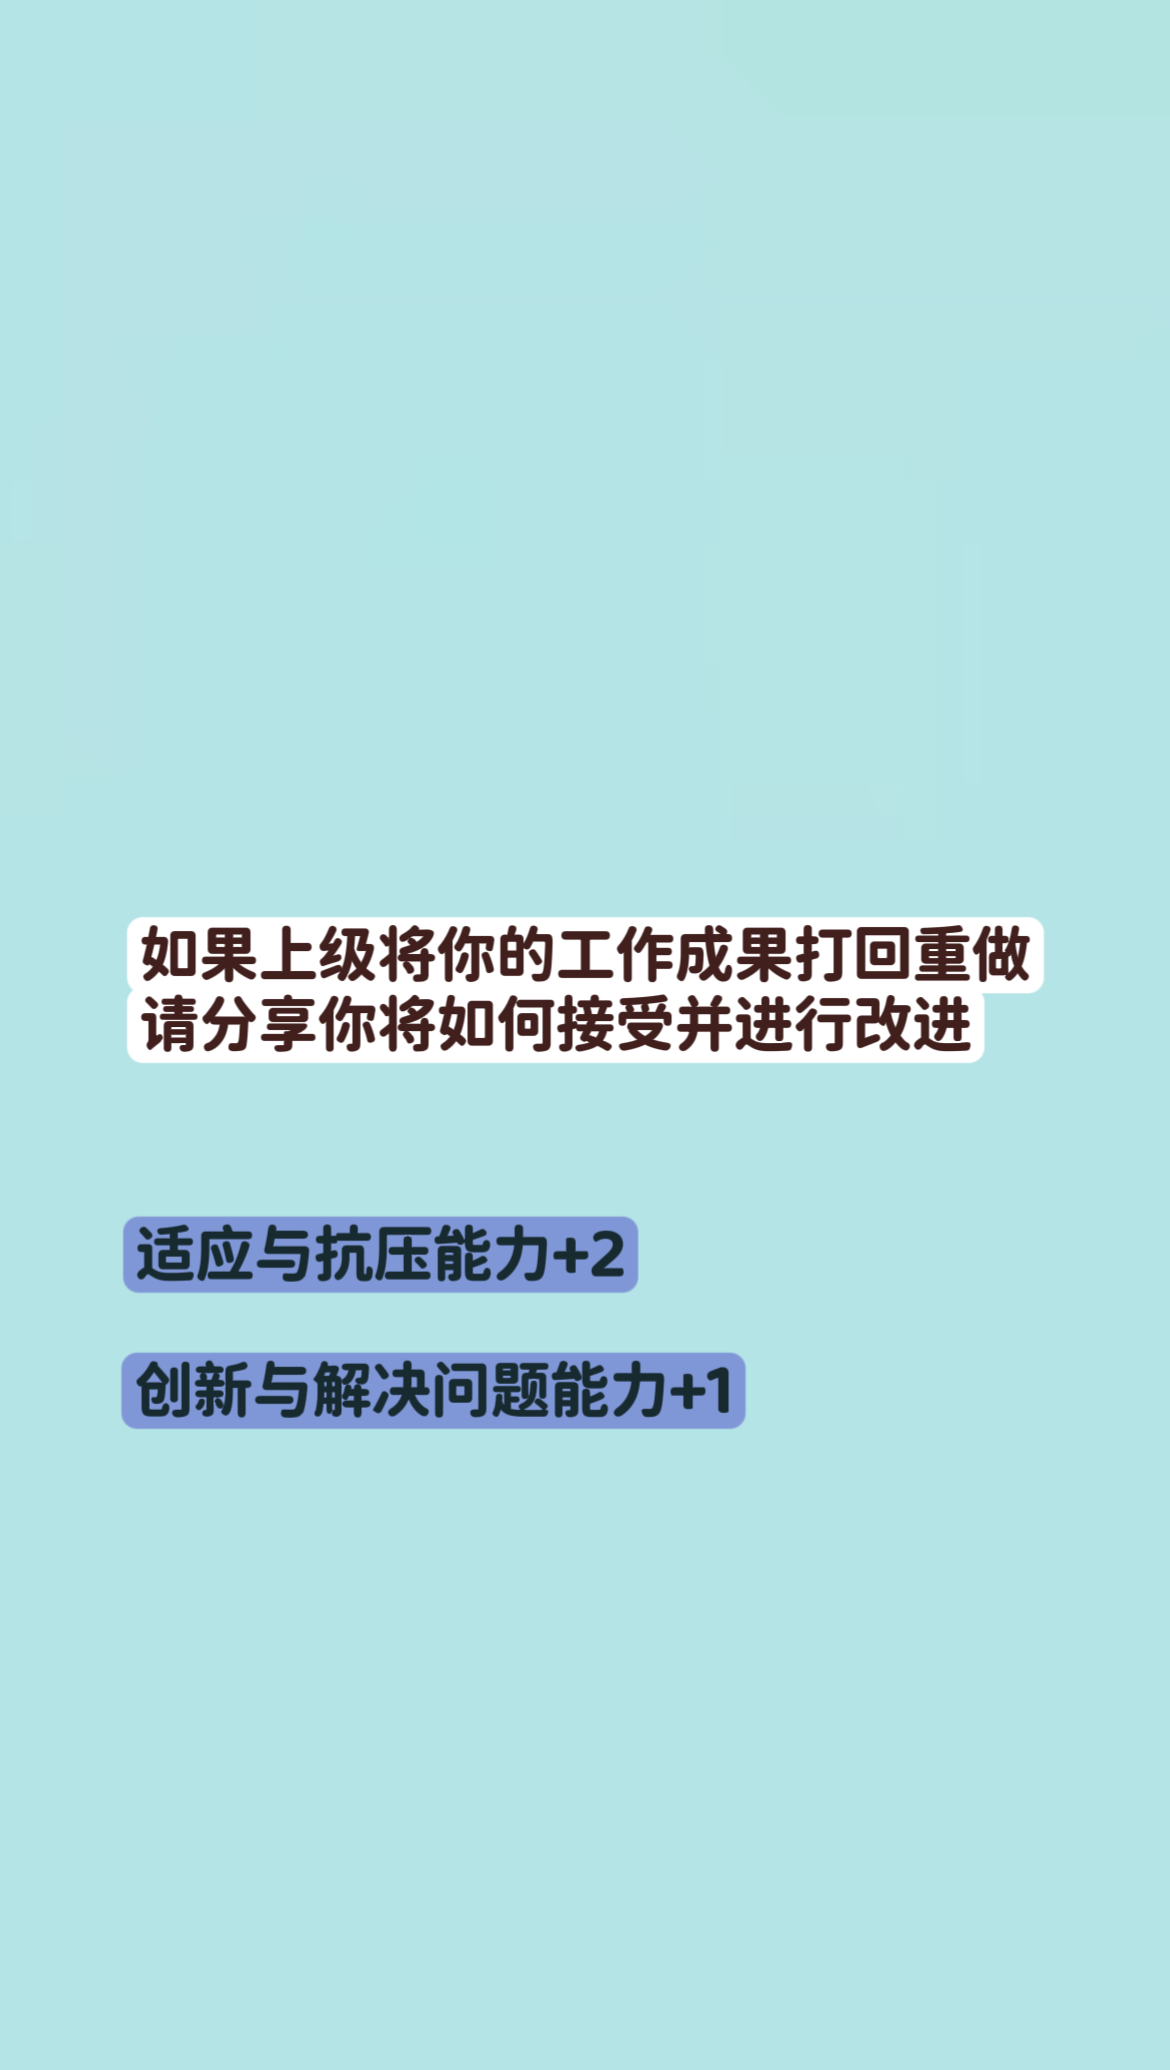 如果上级将你的工作成果打回重做
请分享你将如何接受并进行改进
适应与抗压能力+2
创新与解决问题能力+1